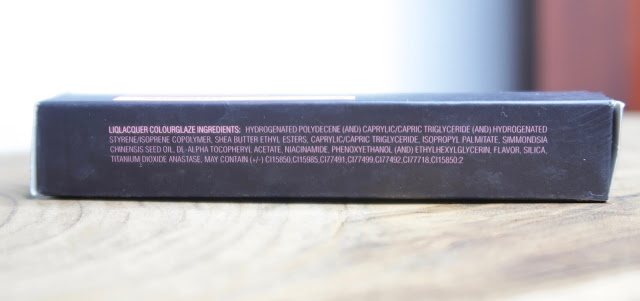 LIQLACQUER COLOURGLAZE INGREDIENTS: HYDROGENATED POLYDECENE (AND) CAPRYLIC/CAPRIC TRIGLYCERIDE (AND) HYDROGENATED
STYRENE/ISOPRENE COPOLYMER, SHEA BUTTER ETHYL ESTERS, CAPRYLIC/CAPRIC TRIGLYCERIDE, ISOPROPYL PALMITATE, SIMMONDSIA
CHINENSIS SEED OIL, DL-ALPHA TOCOPHERYL ACETATE, NIACINAMIDE, PHENOXYETHANOL (AND) ETHYLHEXYLGLYCERIN, FLAVOR, SILICA,
TITANIUM DIOXIDE ANASTASE, MAY CONTAIN (+/-) CI15850,CI15985,CI77491,CI77499,CI77492,CI77718,CI15850:2